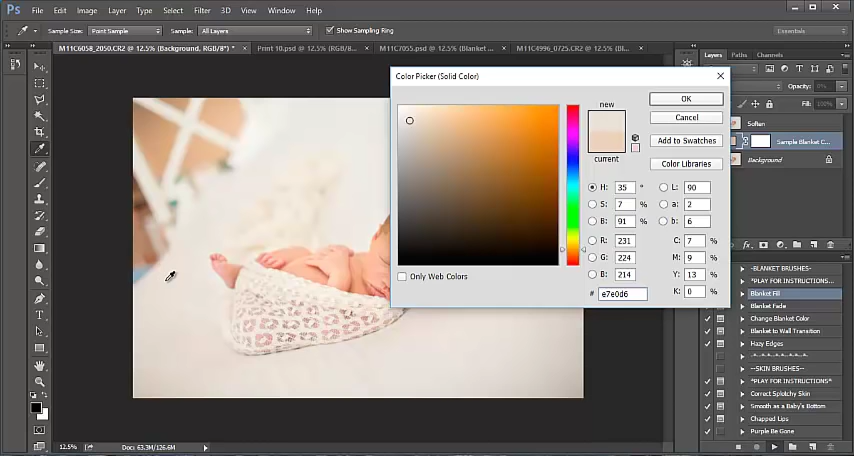 Ps File Edit Image Layer Type Select Filter 3D View Window Help
Sample Size: Point Sample Sample: All Layers Show Sampling Ring Essentials
M11C6058_2050.CR2 @ 12.5% (Background, RGB/8*) * × Print 10.psd @ 12.5% (RGB/8... × M11C7055.psd @ 12.5% (Blanket ... × M11C4996_0725.CR2 @ 12.5% (Bl... ×
Layers Paths Channels
Opacity: 0%
Fill: 100%
Soften
Sample Blanket C...
Background
Color Picker (Solid Color)
new
current
OK
Cancel
Add to Swatches
Color Libraries
H: 35 ° L: 90
S: 7 % a: 2
B: 91 % b: 6
R: 231 C: 7 %
G: 224 M: 9 %
B: 214 Y: 13 %
# e7e0d6 K: 0 %
Only Web Colors
-BLANKET BRUSHES-
*PLAY FOR INSTRUCTIONS...
Blanket Fill
Blanket Fade
Change Blanket Color
Blanket to Wall Transition
Hazy Edges
-*-*-*-*-*-*-*-*
--SKIN BRUSHES--
*PLAY FOR INSTRUCTIONS*
Correct Splotchy Skin
Smooth as a Baby's Bottom
Chapped Lips
Purple Be Gone
12.5% Doc: 63.3M/126.6M